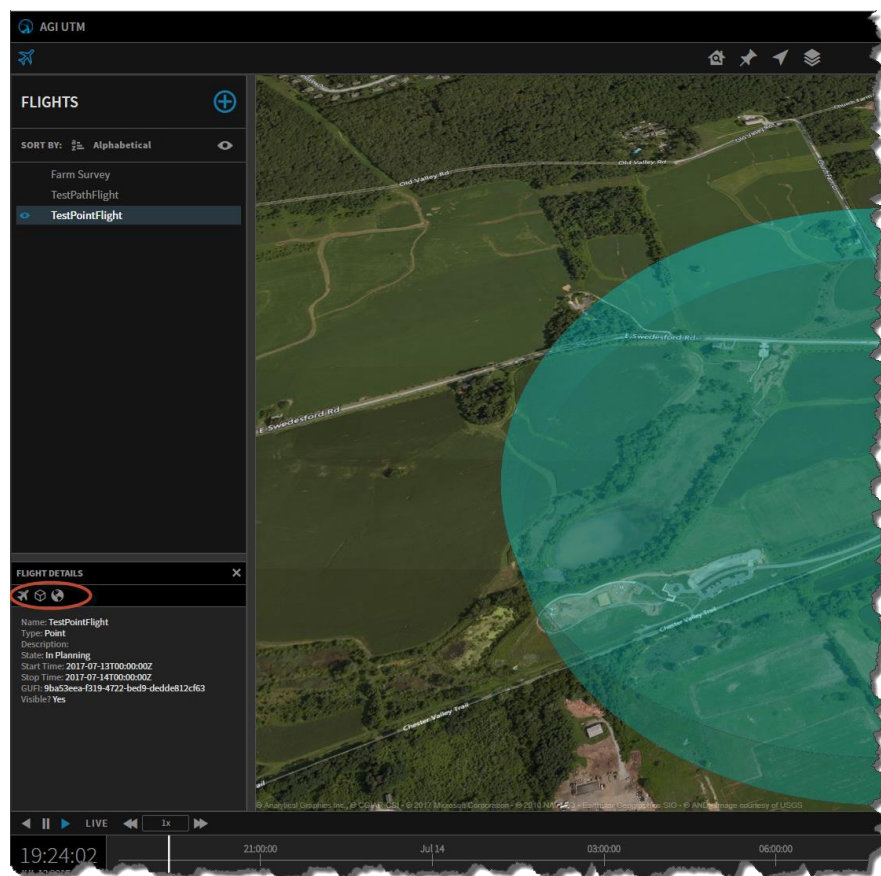 AGI UTM
FLIGHTS
SORT BY: Alphabetical
Farm Survey
TestPathFlight
TestPointFlight
Old Valley Rd
Old Valley Rd
E-Swedesford-Rd
E-Swedesford-Rd
Chester Valley Trail
Chester Valley Trail
FLIGHT DETAILS
Name: TestPointFlight
Type: Point
Description:
State: In Planning
Start Time: 2017-07-13T00:00:00Z
Stop Time: 2017-07-14T00:00:00Z
GUFI: 9ba53eea-f319-4722-bed9-dedde812cf63
Visible? Yes
LIVE 1x
19:24:02 21:00:00 Jul 14 03:00:00 06:00:00